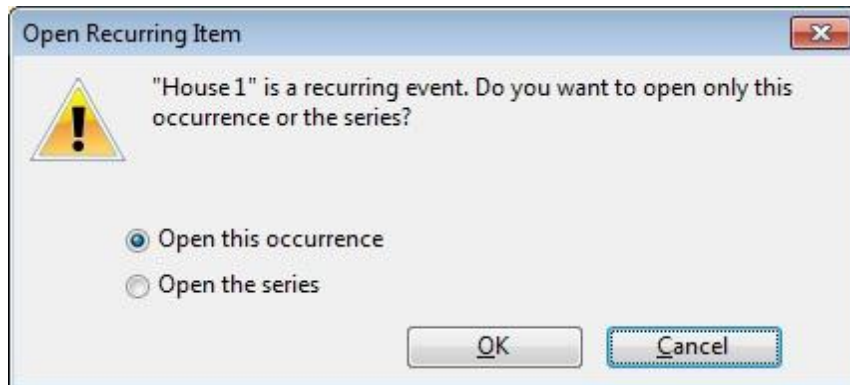 Open Recurring Item
"House 1" is a recurring event. Do you want to open only this
occurrence or the series?
Open this occurrence
Open the series
OK
Cancel